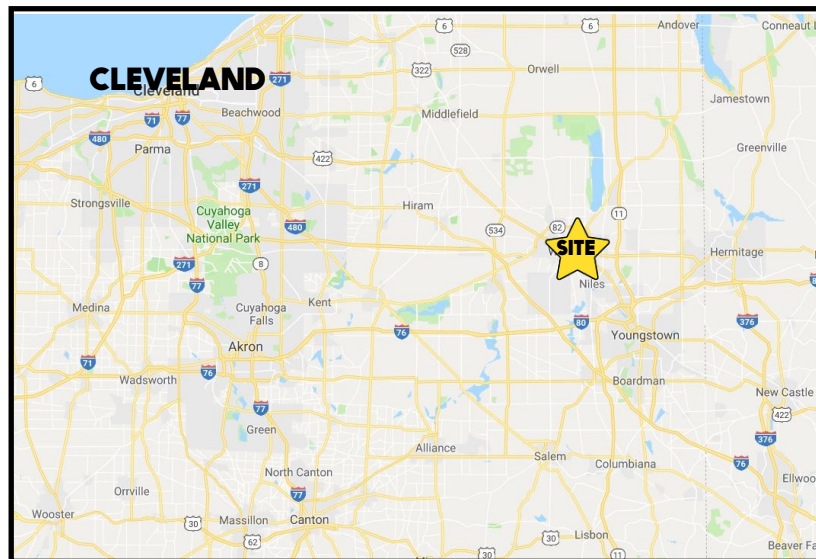 Andover
Conneaut L
6
6
528
322
Orwell
CLEVELAND
Cleveland
6
271
Jamestown
Beachwood
Middlefield
71
77
480
Parma
Greenville
422
271
Strongsville
Cuyahoga
Valley
National Park
Hiram
11
480
534
82
SITE
Hermitage
271
8
77
Niles
Medina
Cuyahoga
Falls
Kent
80
376
76
Youngstown
Akron
71
76
Wadsworth
Boardman
New Castle
77
422
Green
376
Alliance
Salem
Columbiana
76
North Canton
Ellwoo
77
Orrville
Wooster
30
Massillon
Canton
62
Lisbon
30
30
11
Beaver Fa